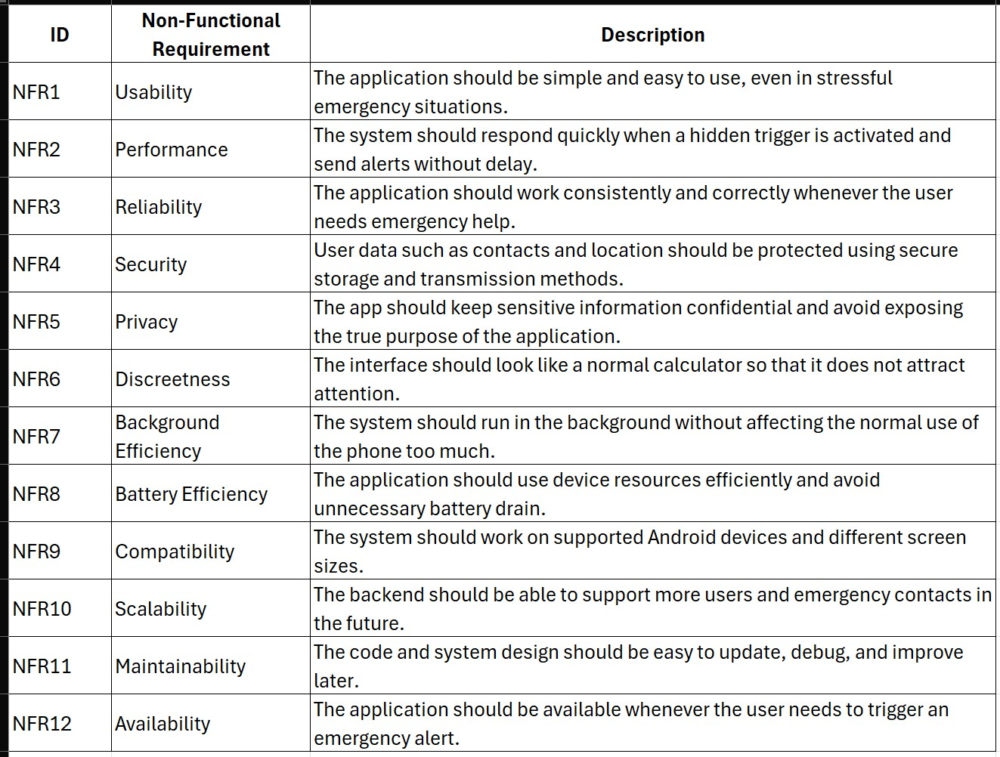 ID
Non-Functional
Requirement
Description
NFR1
Usability
The application should be simple and easy to use, even in stressful
emergency situations.
NFR2
Performance
The system should respond quickly when a hidden trigger is activated and
send alerts without delay.
NFR3
Reliability
The application should work consistently and correctly whenever the user
needs emergency help.
NFR4
Security
User data such as contacts and location should be protected using secure
storage and transmission methods.
NFR5
Privacy
The app should keep sensitive information confidential and avoid exposing
the true purpose of the application.
NFR6
Discreetness
The interface should look like a normal calculator so that it does not attract
attention.
NFR7
Background
Efficiency
The system should run in the background without affecting the normal use of
the phone too much.
NFR8
Battery Efficiency
The application should use device resources efficiently and avoid
unnecessary battery drain.
NFR9
Compatibility
The system should work on supported Android devices and different screen
sizes.
NFR10
Scalability
The backend should be able to support more users and emergency contacts in
the future.
NFR11
Maintainability
The code and system design should be easy to update, debug, and improve
later.
NFR12
Availability
The application should be available whenever the user needs to trigger an
emergency alert.